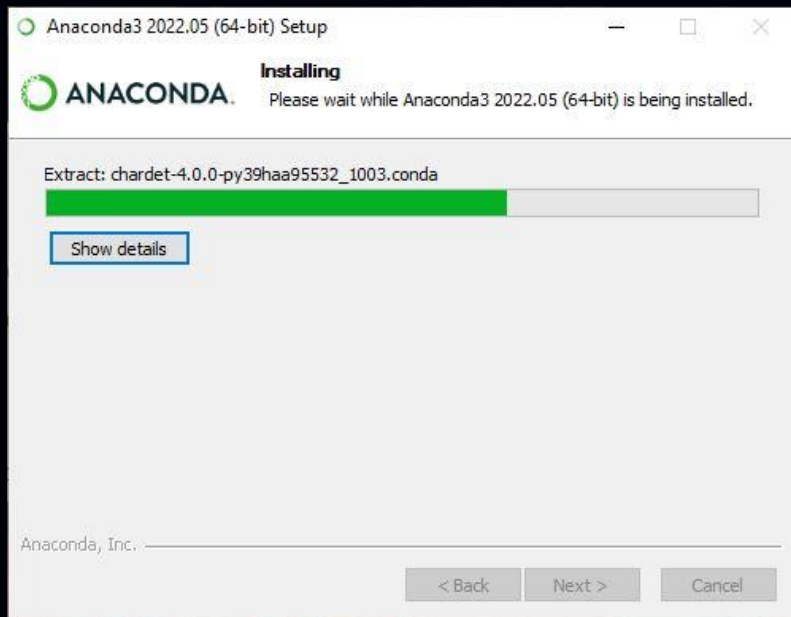 Anaconda3 2022.05 (64-bit) Setup
ANACONDA.
Installing
Please wait while Anaconda3 2022.05 (64-bit) is being installed.
Extract: chardet-4.0.0-py39haa95532_1003.conda
Show details
Anaconda, Inc.
< Back
Next >
Cancel